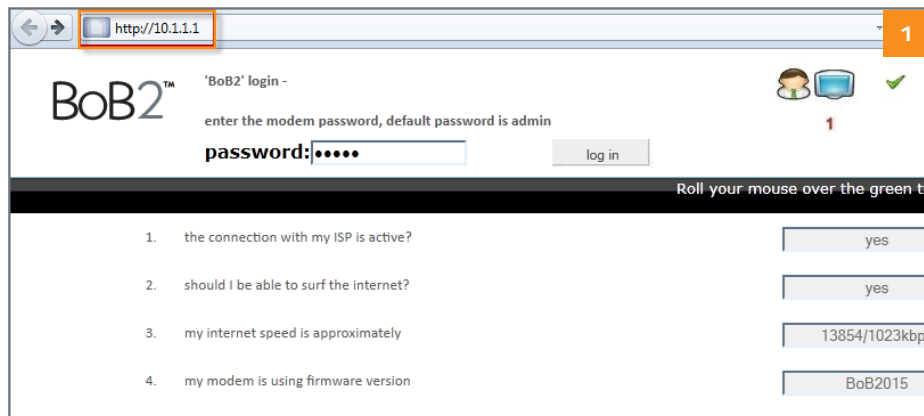 http://10.1.1.1
1
BoB2™
'BoB2' login -
enter the modem password, default password is admin
password: •••••
log in
1
Roll your mouse over the green t
1. the connection with my ISP is active? yes
2. should I be able to surf the internet? yes
3. my internet speed is approximately 13854/1023kbp
4. my modem is using firmware version BoB2015